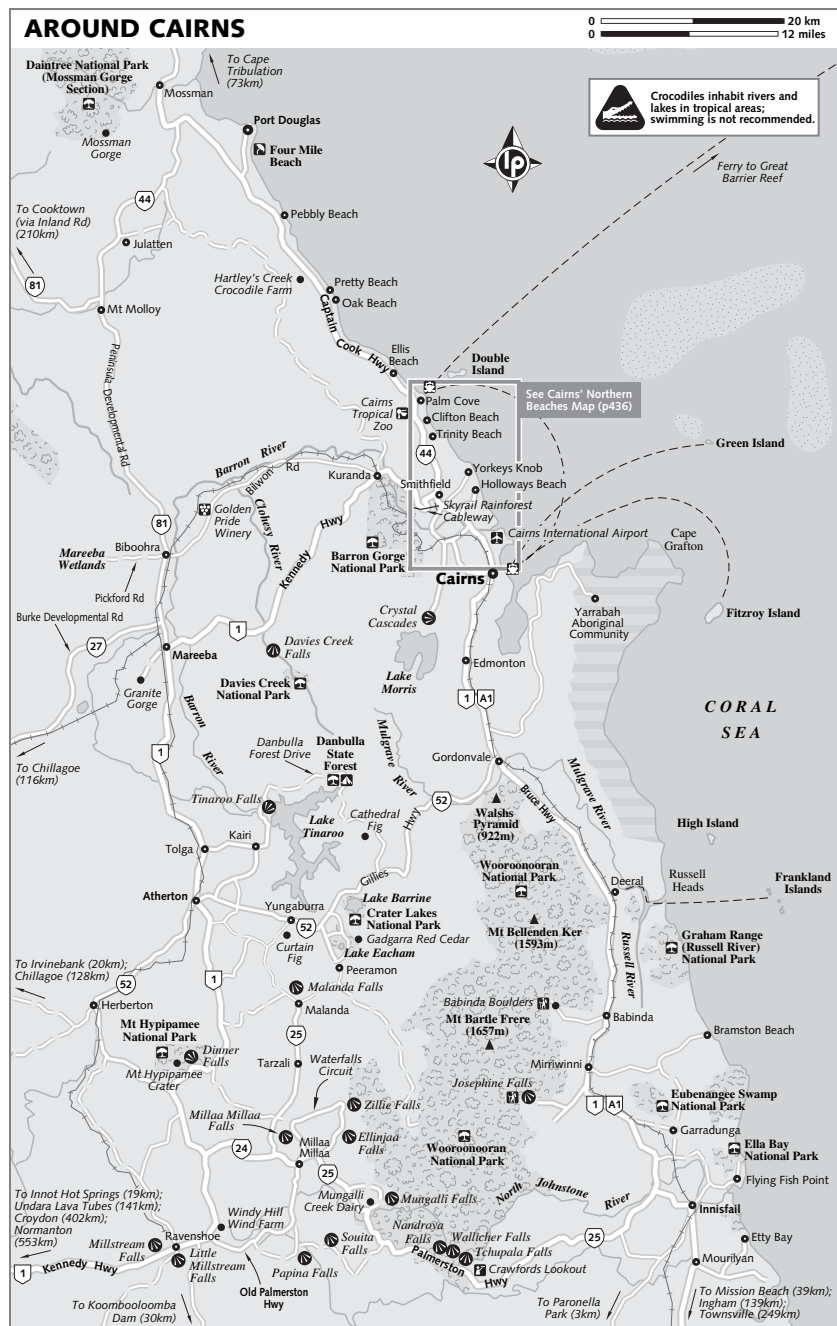 AROUND CAIRNS
0 20 km
0 12 miles
To Cape
Tribulation
(73km)
Daintree National Park
(Mossman Gorge
Section)
Mossman
Mossman
Gorge
Port Douglas
Four Mile
Beach
Crocodiles inhabit rivers and
lakes in tropical areas;
swimming is not recommended.
lp
Ferry to Great
Barrier Reef
To Cooktown
(via Inland Rd)
(210km)
44
Julatten
Pebbly Beach
81
Mt Molloy
Hartley's Creek
Crocodile Farm
Pretty Beach
Oak Beach
Captain Cook Hwy
Peninsula Developmental Rd
Ellis
Beach
Double
Island
See Cairns' Northern
Beaches Map (p436)
Palm Cove
Cairns
Tropical
Zoo
Clifton Beach
Trinity Beach
44
Green Island
Barron River
Bilwon Rd
Kuranda
Smithfield
Yorkeys Knob
Holloways Beach
Skyrail Rainforest
Cableway
Golden
Pride
Winery
Clohesy River
Kennedy Hwy
81
Biboohra
Mareeba
Wetlands
Pickford Rd
Barron Gorge
National Park
Cairns International Airport
Cape
Grafton
Cairns
Burke Developmental Rd
27
1
Crystal
Cascades
Yarrabah
Aboriginal
Community
Fitzroy Island
Mareeba
Davies Creek
Falls
Granite
Gorge
Davies Creek
National Park
Lake
Morris
Edmonton
1 A1
CORAL
SEA
Barron
River
1
To Chillagoe
(116km)
Danbulla
Forest Drive
Danbulla
State
Forest
Mulgrave
River
Gordonvale
Bruce Hwy
Mulgrave River
Tinaroo Falls
52
Lake
Tinaroo
Cathedral
Fig
Walshs
Pyramid
(922m)
High Island
Tolga
Kairi
Gillies Hwy
Wooroonooran
National Park
Deeral
Russell
Heads
Frankland
Islands
Atherton
Lake Barrine
Yungaburra
52
Crater Lakes
National Park
Mt Bellenden Ker
(1593m)
Russell River
Graham Range
(Russell River)
National Park
Curtain
Fig
Gadgarra Red Cedar
Lake Eacham
Peeramon
To Irvinebank (20km);
Chillagoe (128km)
52
1
Malanda Falls
Herberton
Malanda
Babinda Boulders
Babinda
Mt Hypipamee
National Park
25
Mt Bartle Frere
(1657m)
Bramston Beach
Dinner
Falls
Mt Hypipamee
Crater
Tarzali
Waterfalls
Circuit
Mirriwinni
Josephine Falls
Zillie Falls
1 A1
Eubenangee Swamp
National Park
Millaa Millaa
Falls
Garradunga
24
Millaa
Millaa
Ellinjaa
Falls
Wooroonooran
National Park
Ella Bay
National Park
25
Flying Fish Point
To Innot Hot Springs (19km);
Undara Lava Tubes (141km);
Croydon (402km);
Normanton
(553km)
Mungalli
Creek Dairy
Mungalli Falls
North Johnstone River
Innisfail
Windy Hill
Wind Farm
Nandroya
Falls
Wallicher Falls
Tchupala Falls
25
Etty Bay
Ravenshoe
Millstream
Falls
Souita
Falls
Little
Millstream
Falls
Papina Falls
Palmerston
Hwy
Crawfords Lookout
Mourilyan
1
Kennedy Hwy
Old Palmerston
Hwy
To Koombooloomba
Dam (30km)
To Paronella
Park (3km)
To Mission Beach (39km);
Ingham (139km);
Townsville (249km)